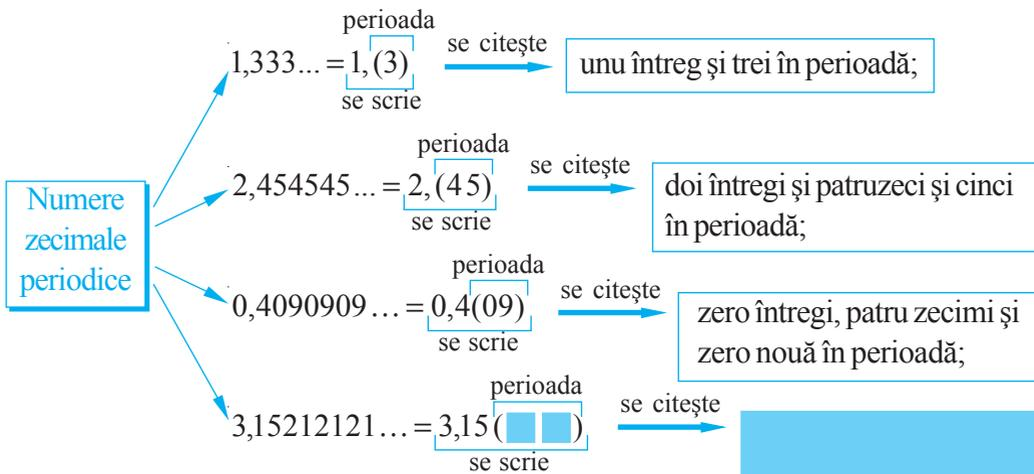 perioada
1,333... = 1,(3) se citește unu întreg și trei în perioadă;
se scrie
perioada
2,454545... = 2,(45) se citește doi întregi și patruzeci și cinci
în perioadă;
se scrie
Numere
zecimale
periodice
perioada
0,4090909... = 0,4(09) se citește zero întregi, patru zecimi și
zero nouă în perioadă;
se scrie
perioada
3,15212121... = 3,15( ) se citește
se scrie